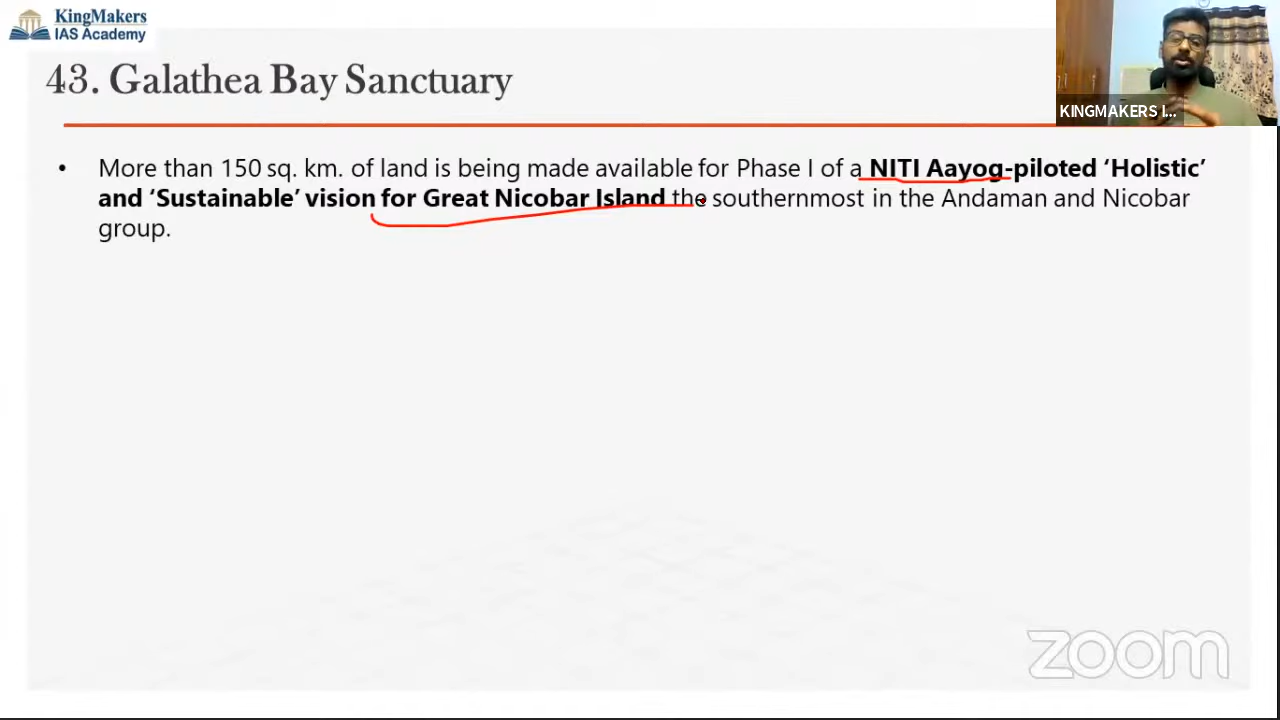 KingMakers
IAS Academy
43. Galathea Bay Sanctuary
KINGMAKERS I...
• More than 150 sq. km. of land is being made available for Phase I of a NITI Aayog-piloted ‘Holistic’
and ‘Sustainable’ vision for Great Nicobar Island the southernmost in the Andaman and Nicobar
group.
zoom